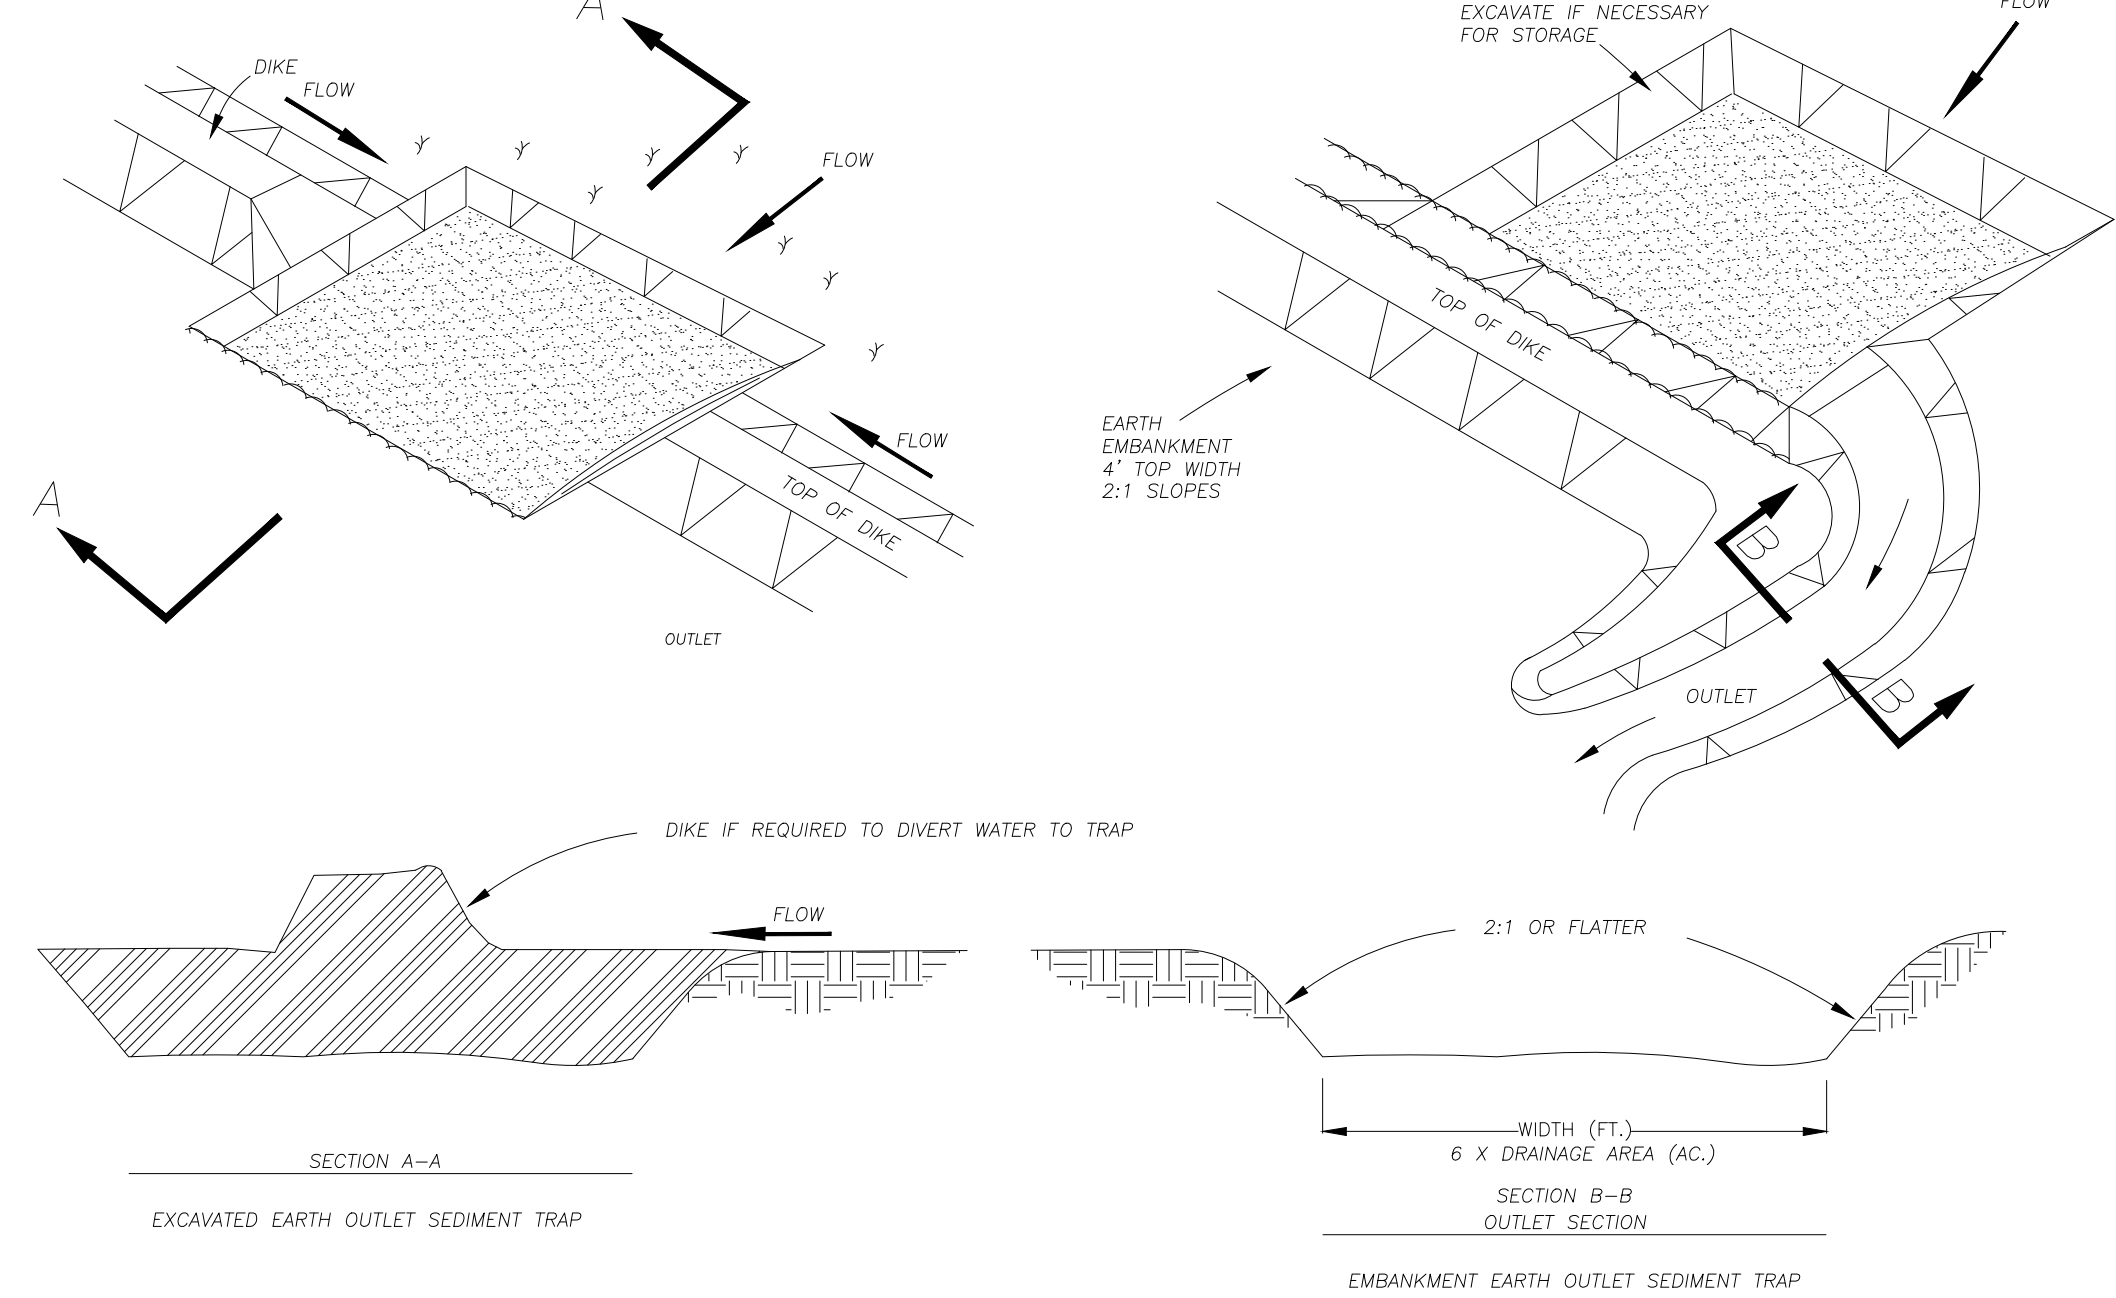 A
EXCAVATE IF NECESSARY
FOR STORAGE
FLOW
DIKE
FLOW
FLOW
TOP OF DIKE
EARTH
EMBANKMENT
4' TOP WIDTH
2:1 SLOPES
FLOW
TOP OF DIKE
A
B
OUTLET
B
OUTLET
DIKE IF REQUIRED TO DIVERT WATER TO TRAP
FLOW
2:1 OR FLATTER
WIDTH (FT.)
6 X DRAINAGE AREA (AC.)
SECTION A-A
EXCAVATED EARTH OUTLET SEDIMENT TRAP
SECTION B-B
OUTLET SECTION
EMBANKMENT EARTH OUTLET SEDIMENT TRAP